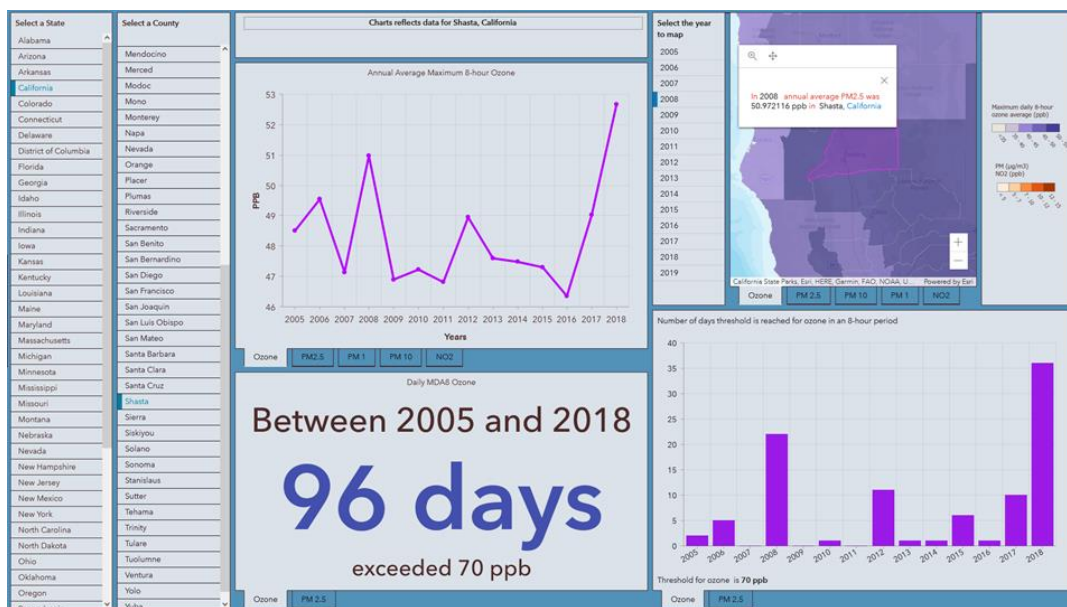 Select a State
Alabama
Arizona
Arkansas
California
Colorado
Connecticut
Delaware
District of Columbia
Florida
Georgia
Idaho
Illinois
Indiana
Iowa
Kansas
Kentucky
Louisiana
Maine
Maryland
Massachusetts
Michigan
Minnesota
Mississippi
Missouri
Montana
Nebraska
Nevada
New Hampshire
New Jersey
New Mexico
New York
North Carolina
North Dakota
Ohio
Oklahoma
Oregon
Select a County
Mendocino
Merced
Modoc
Mono
Monterey
Napa
Nevada
Orange
Placer
Plumas
Riverside
Sacramento
San Benito
San Bernardino
San Diego
San Francisco
San Joaquin
San Luis Obispo
San Mateo
Santa Barbara
Santa Clara
Santa Cruz
Shasta
Sierra
Siskiyou
Solano
Sonoma
Stanislaus
Sutter
Tehama
Trinity
Tulare
Tuolumne
Ventura
Yolo
Yuba
Charts reflects data for Shasta, California
Annual Average Maximum 8-hour Ozone
PPB
53
52
51
50
49
48
47
46
2005 2006 2007 2008 2009 2010 2011 2012 2013 2014 2015 2016 2017 2018
Years
Ozone PM2.5 PM 1 PM 10 NO2
Daily MDA8 Ozone
Between 2005 and 2018
96 days
exceeded 70 ppb
Ozone PM 2.5
Select the year
to map
2005
2006
2007
2008
2009
2010
2011
2012
2013
2014
2015
2016
2017
2018
2019
In 2008 annual average PM2.5 was
50.972116 ppb in Shasta, California
+
−
California State Parks, Esri, HERE, Garmin, FAO, NOAA, U... Powered by Esri
Ozone PM 2.5 PM 10 PM 1 NO2
Maximum daily 8-hour
ozone average (ppb)
PM (µg/m3)
NO2 (ppb)
Number of days threshold is reached for ozone in an 8-hour period
40
35
30
25
20
15
10
5
0
2005 2006 2007 2008 2009 2010 2011 2012 2013 2014 2015 2016 2017 2018
Threshold for ozone is 70 ppb
Ozone PM 2.5